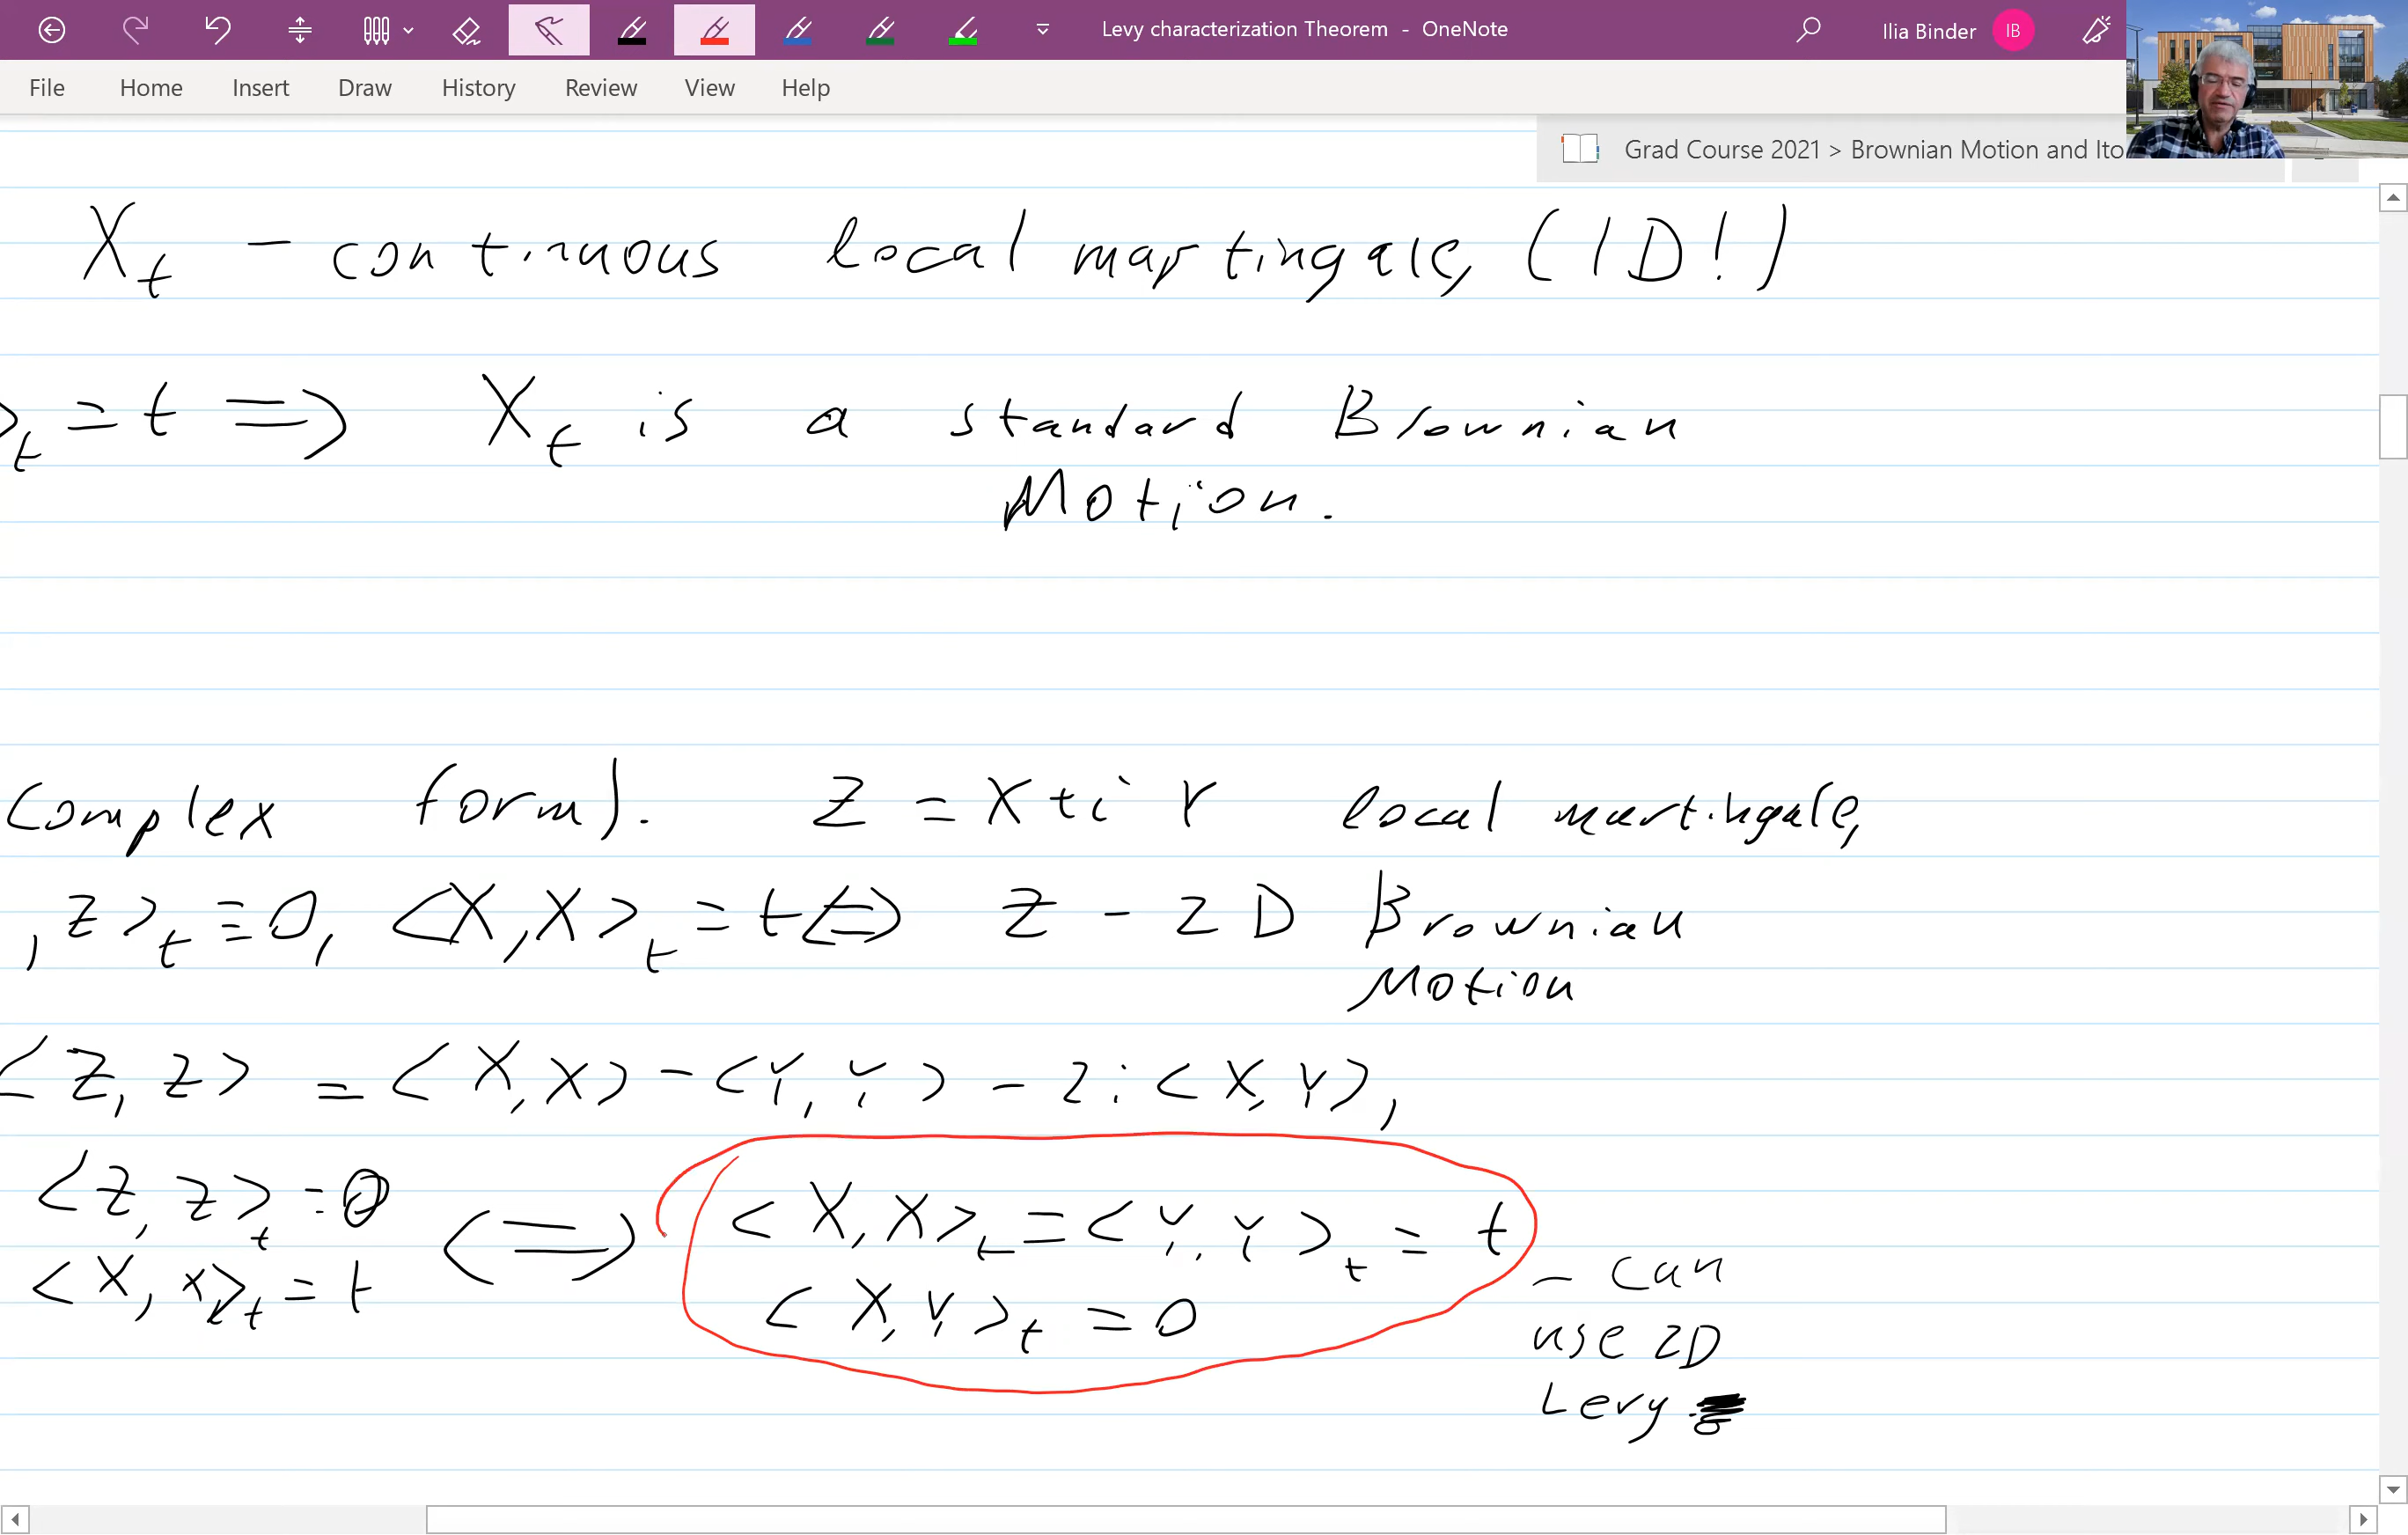 Levy characterization Theorem - OneNote
Ilia Binder IB
File Home Insert Draw History Review View Help
Grad Course 2021 > Brownian Motion and Ito
X_t – continuous local martingale, (1D!)
>_t = t => X_t is a standard Brownian
Motion.
Complex form). Z = X + i Y local martingale,
, Z>_t ≡ 0, <X, X>_t = t <=> Z - 2D Brownian
Motion
<Z, Z> = <X, X> - <Y, Y> - 2i <X, Y>,
<Z, Z>_t = 0
<X, X>_t = t
<=>
<X, X>_t = <Y, Y>_t = t
<X, Y>_t = 0
- can
use 2D
Levy